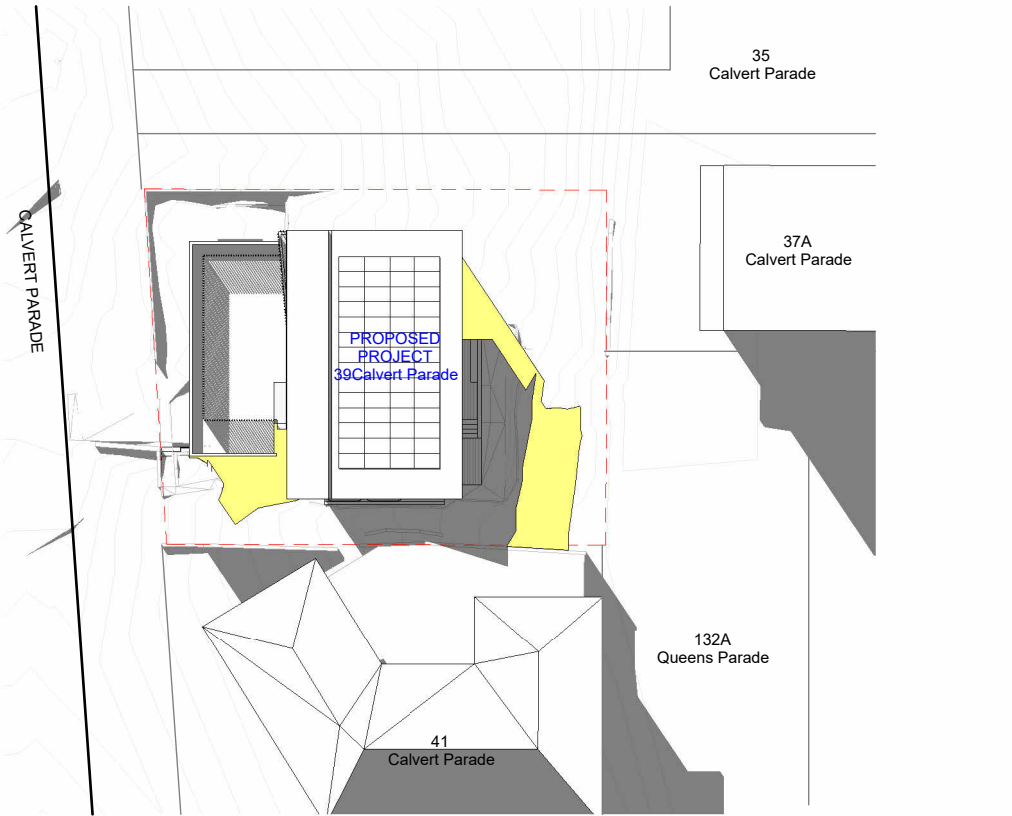 35
Calvert Parade
CALVERT PARADE
37A
Calvert Parade
PROPOSED
PROJECT
39Calvert Parade
132A
Queens Parade
41
Calvert Parade